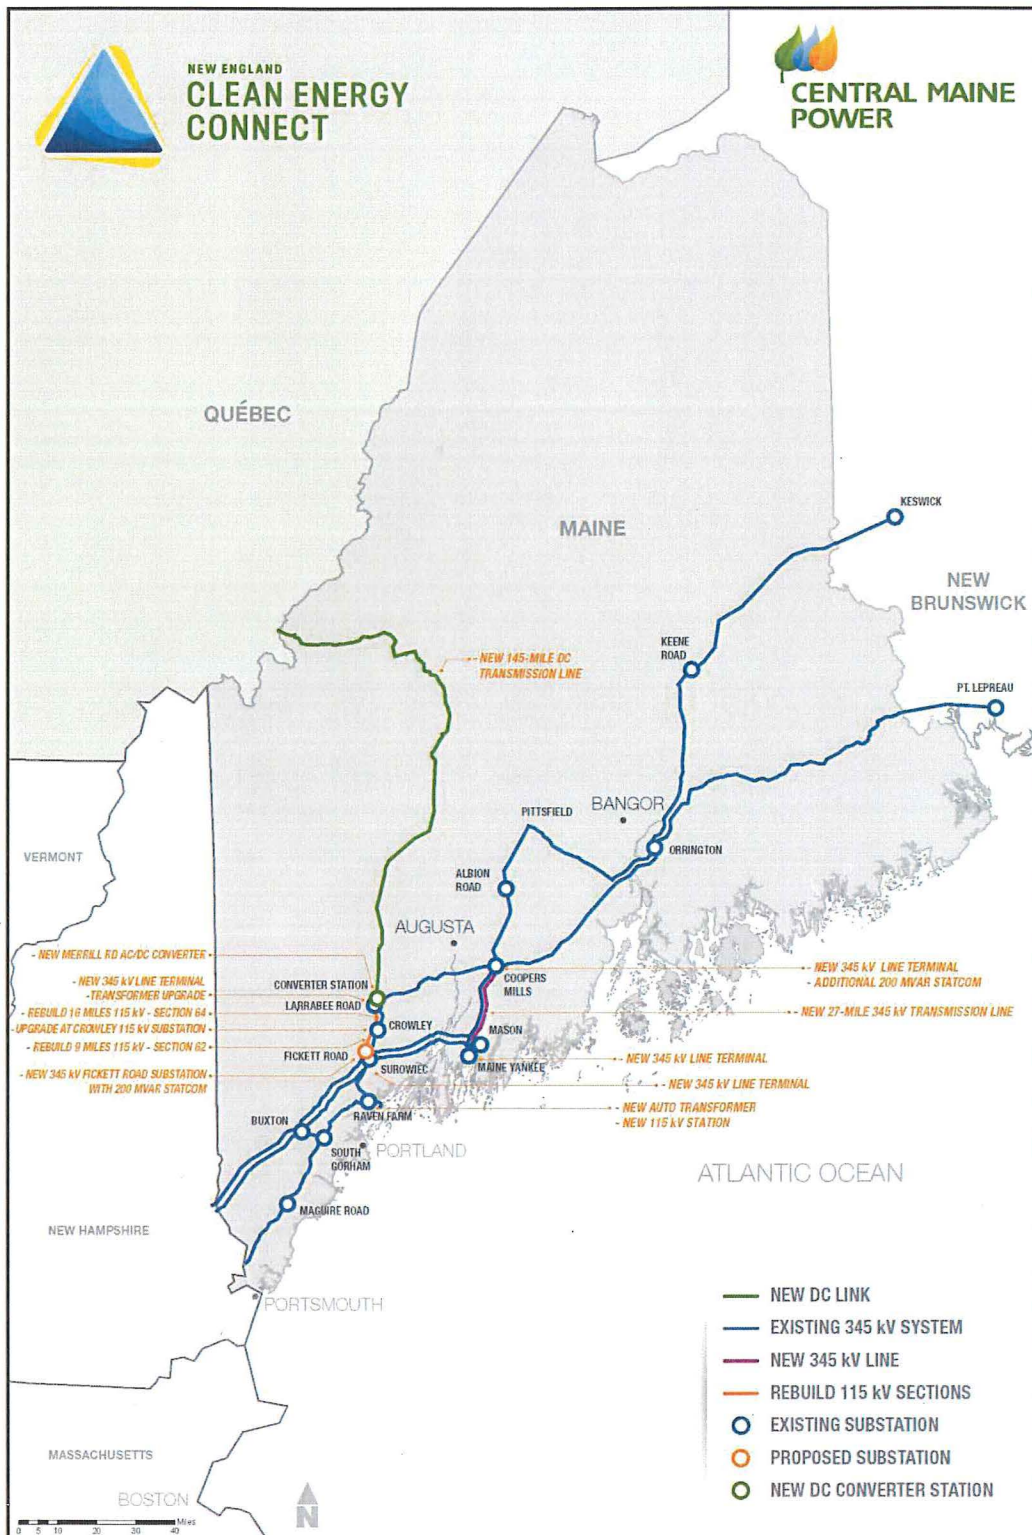 NEW ENGLAND
CLEAN ENERGY
CONNECT
CENTRAL MAINE
POWER
QUÉBEC
MAINE
KESWICK
NEW
BRUNSWICK
KEENE
ROAD
- NEW 145-MILE DC
TRANSMISSION LINE
PT. LEPREAU
PITTSFIELD
BANGOR
ORRINGTON
VERMONT
ALBION
ROAD
AUGUSTA
- NEW MERRILL RD AC/DC CONVERTER
- NEW 345 kV LINE TERMINAL
- TRANSFORMER UPGRADE
- REBUILD 16 MILES 115 kV - SECTION 64
- UPGRADE AT CROWLEY 115 kV SUBSTATION
- REBUILD 9 MILES 115 kV - SECTION 62
- NEW 345 kV FICKETT ROAD SUBSTATION
WITH 200 MVAR STATCOM
CONVERTER STATION
LARRABEE ROAD
CROWLEY
FICKETT ROAD
SUROWIEC
COOPERS
MILLS
MASON
MAINE YANKEE
- NEW 345 kV LINE TERMINAL
- ADDITIONAL 200 MVAR STATCOM
- NEW 27-MILE 345 kV TRANSMISSION LINE
- NEW 345 kV LINE TERMINAL
- NEW 345 kV LINE TERMINAL
- NEW AUTO TRANSFORMER
- NEW 115 kV STATION
RAVEN FARM
BUXTON
SOUTH
GORHAM
PORTLAND
ATLANTIC OCEAN
MAGUIRE ROAD
NEW HAMPSHIRE
PORTSMOUTH
NEW DC LINK
EXISTING 345 kV SYSTEM
NEW 345 kV LINE
REBUILD 115 kV SECTIONS
EXISTING SUBSTATION
PROPOSED SUBSTATION
NEW DC CONVERTER STATION
MASSACHUSETTS
BOSTON
N
Miles
0 5 10 20 30 40